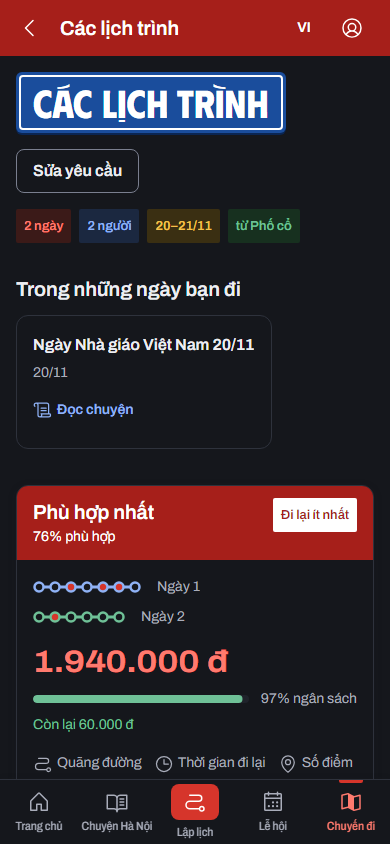 Các lịch trình
VI
CÁC LỊCH TRÌNH
Sửa yêu cầu
2 ngày
2 người
20–21/11
từ Phố cổ
Trong những ngày bạn đi
Ngày Nhà giáo Việt Nam 20/11
20/11
Đọc chuyện
Phù hợp nhất
Đi lại ít nhất
76% phù hợp
Ngày 1
Ngày 2
1.940.000 đ
97% ngân sách
Còn lại 60.000 đ
Quãng đường
Thời gian đi lại
Số điểm
Trang chủ
Chuyện Hà Nội
Lập lịch
Lễ hội
Chuyến đi